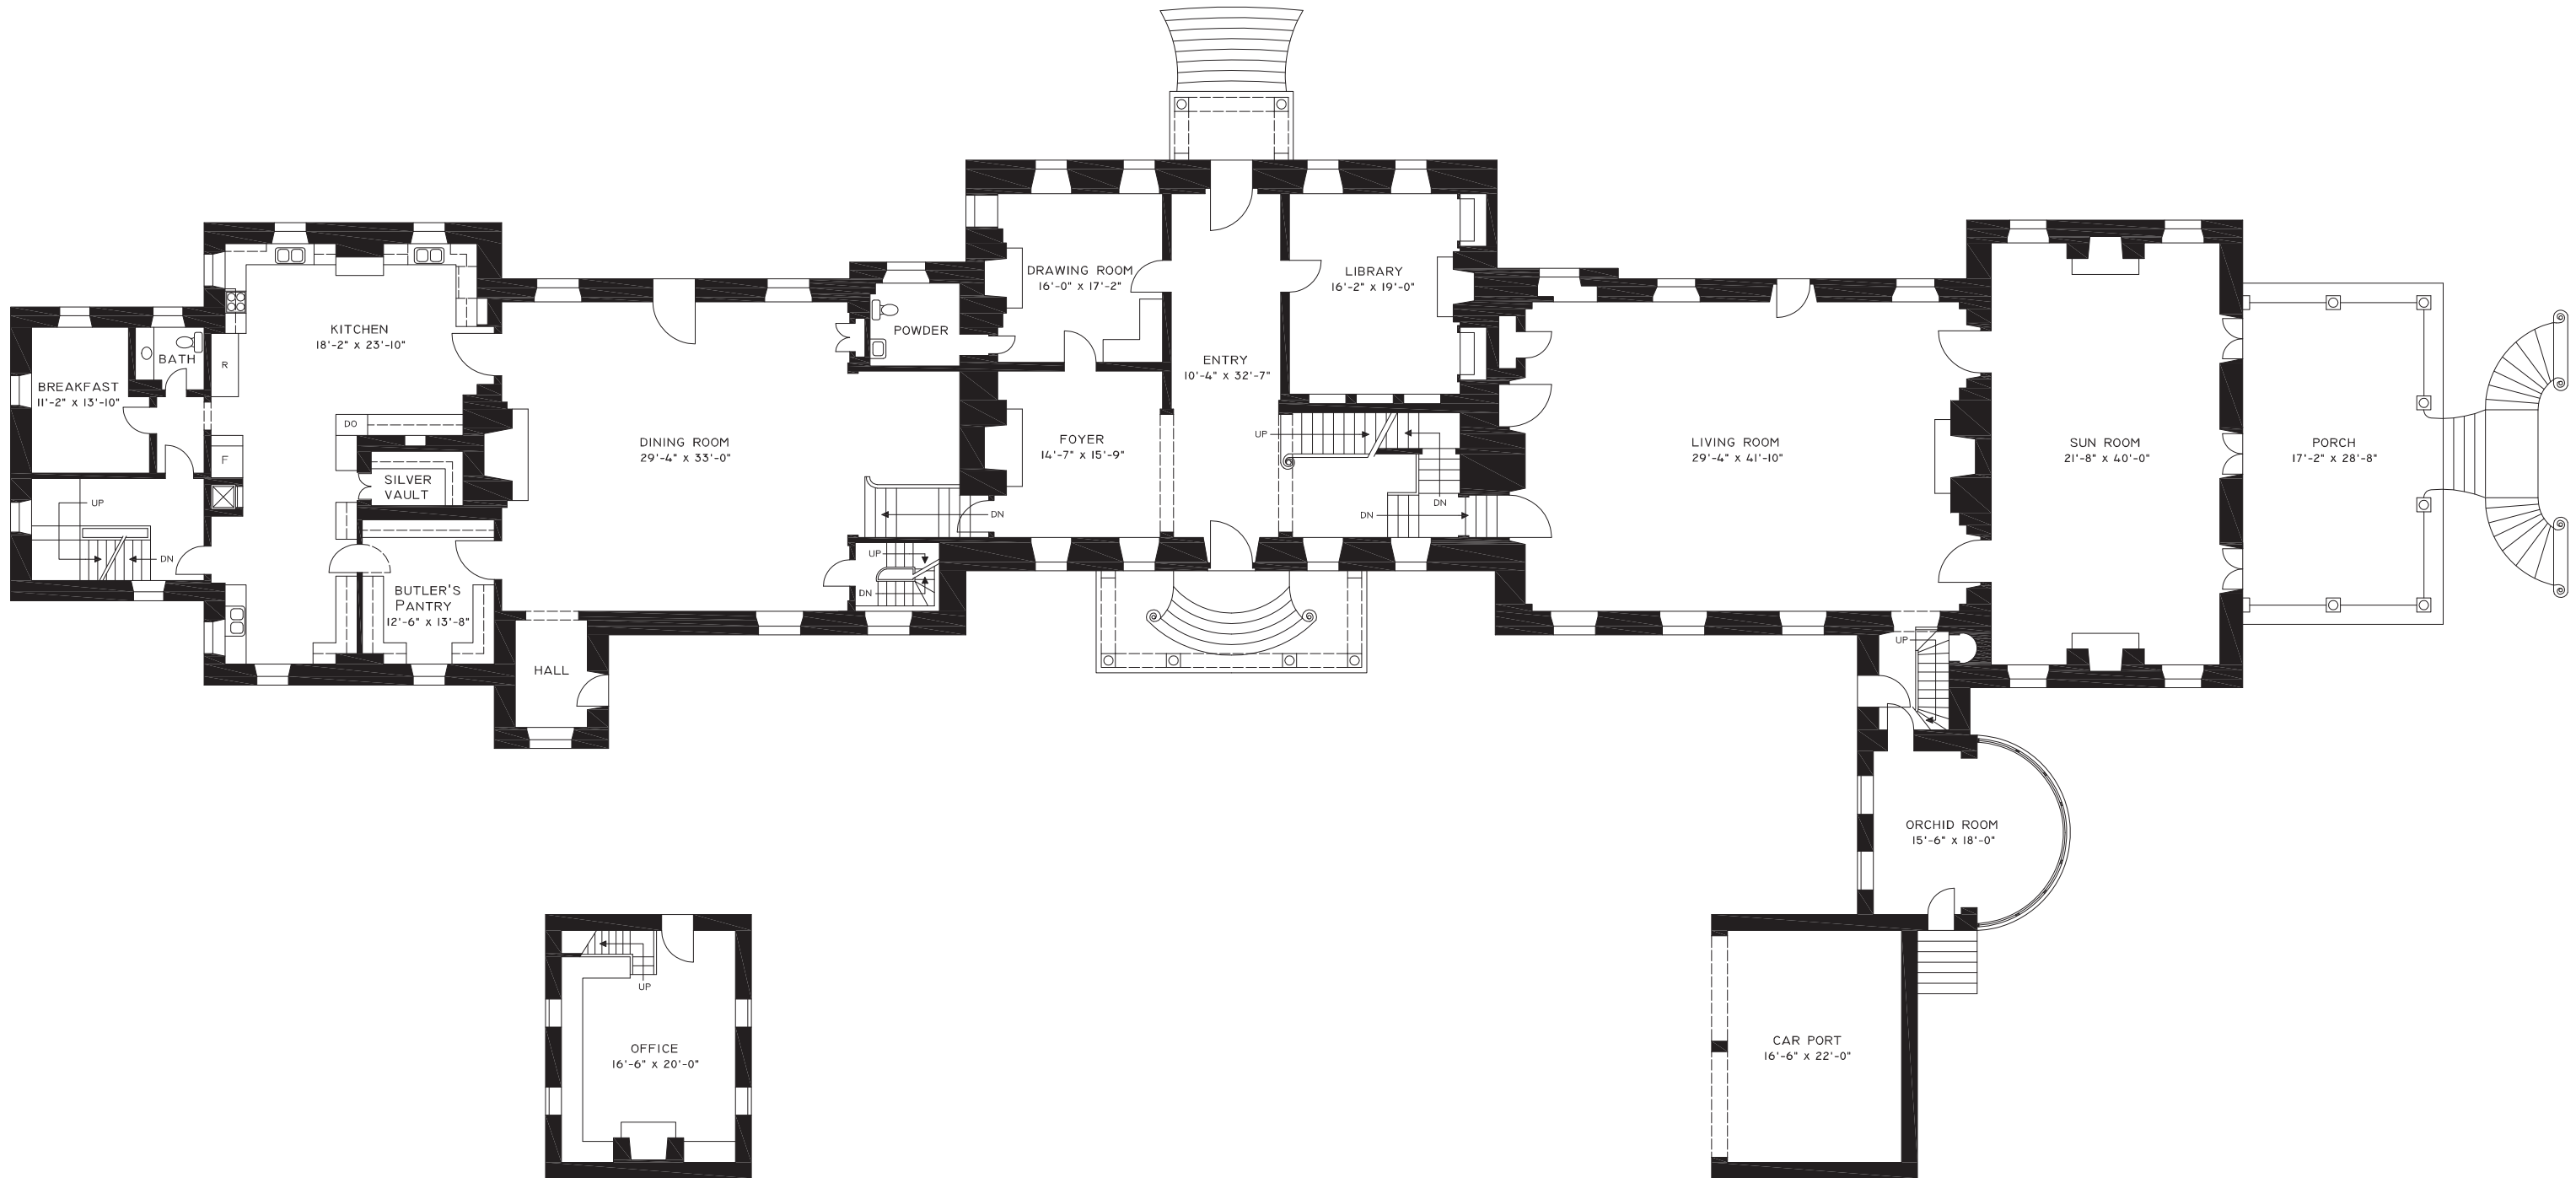 BREAKFAST
11'-2" x 13'-10"
BATH
UP
DN
KITCHEN
18'-2" x 23'-10"
R
DO
F
SILVER
VAULT
BUTLER'S
PANTRY
12'-6" x 13'-8"
HALL
DINING ROOM
29'-4" x 33'-0"
POWDER
DN
UP
DN
DRAWING ROOM
16'-0" x 17'-2"
FOYER
14'-7" x 15'-9"
ENTRY
10'-4" x 32'-7"
LIBRARY
16'-2" x 19'-0"
UP
DN
DN
LIVING ROOM
29'-4" x 41'-10"
SUN ROOM
21'-8" x 40'-0"
PORCH
17'-2" x 28'-8"
UP
ORCHID ROOM
15'-6" x 18'-0"
UP
OFFICE
16'-6" x 20'-0"
CAR PORT
16'-6" x 22'-0"